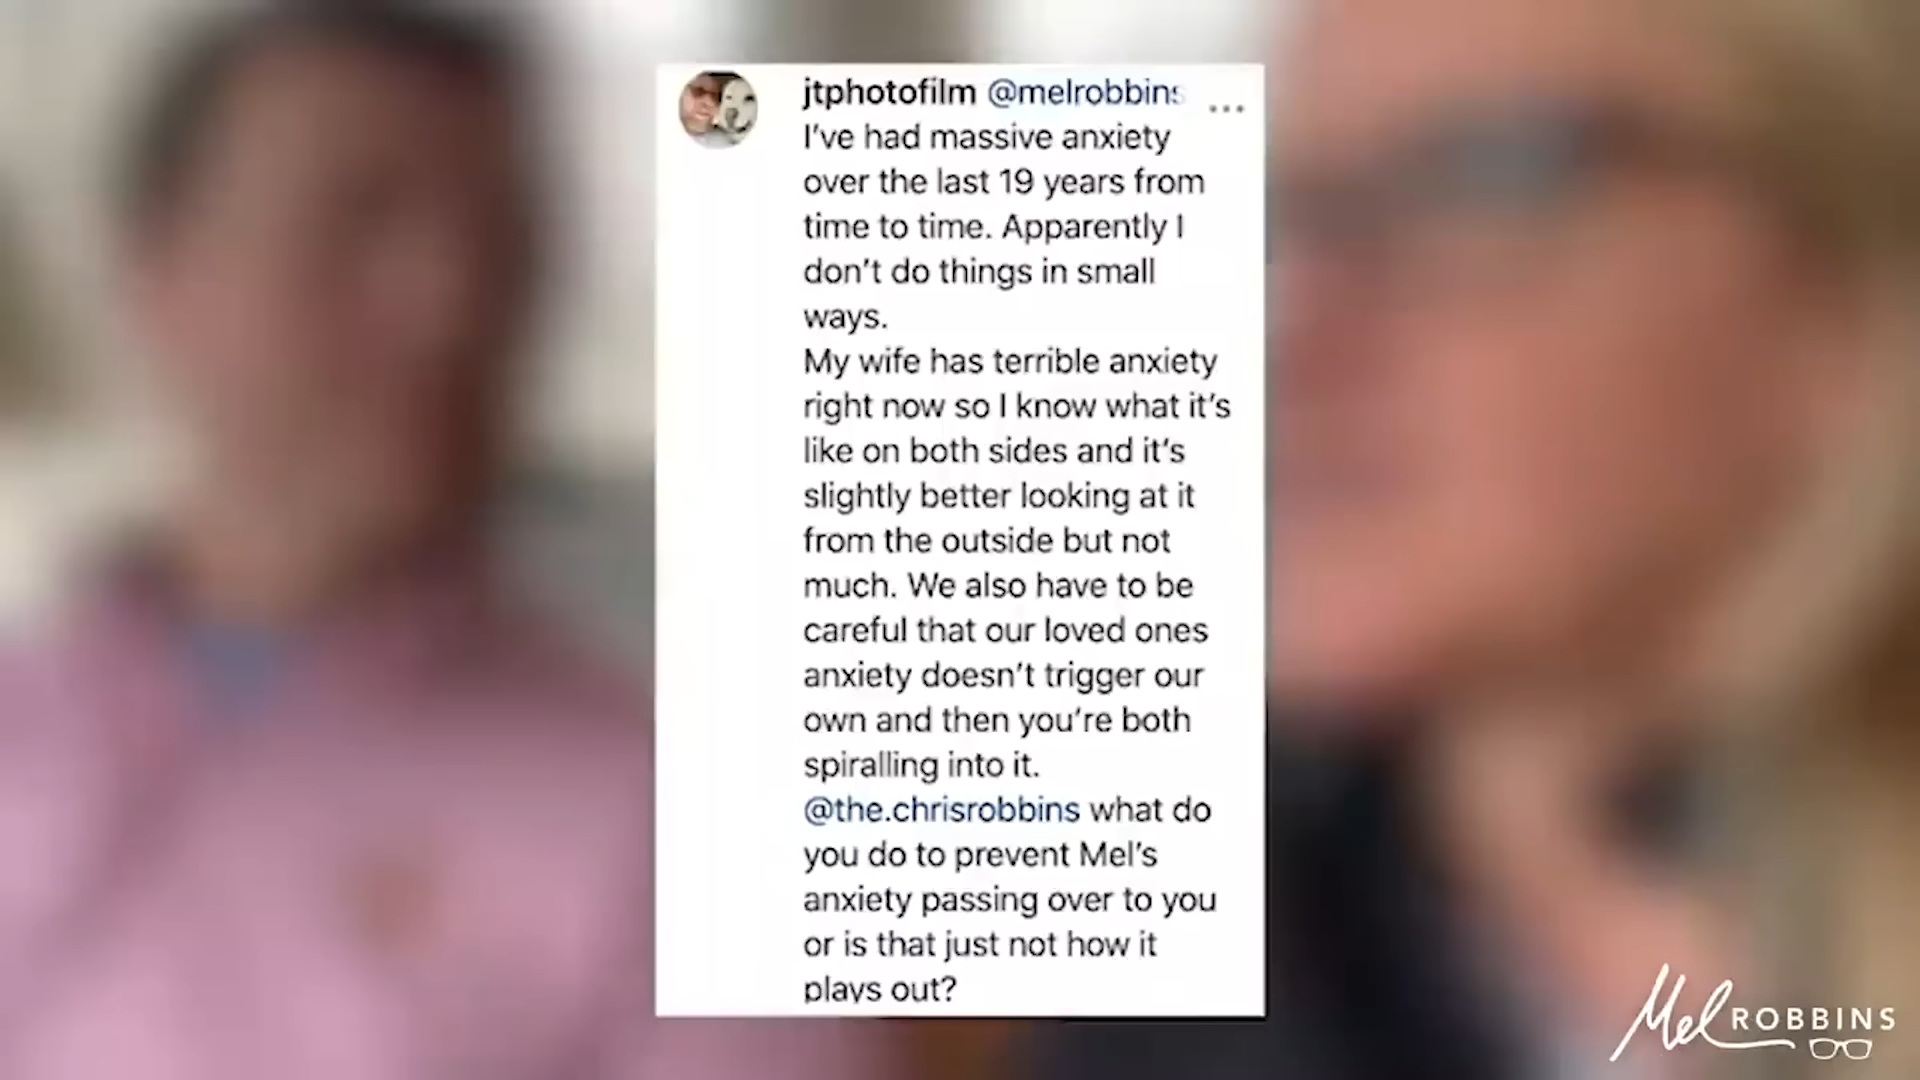 jtphotofilm @melrobbins
I've had massive anxiety
over the last 19 years from
time to time. Apparently I
don't do things in small
ways.
My wife has terrible anxiety
right now so I know what it's
like on both sides and it's
slightly better looking at it
from the outside but not
much. We also have to be
careful that our loved ones
anxiety doesn't trigger our
own and then you're both
spiralling into it.
@the.chrisrobbins what do
you do to prevent Mel's
anxiety passing over to you
or is that just not how it
plays out?
Mel ROBBINS